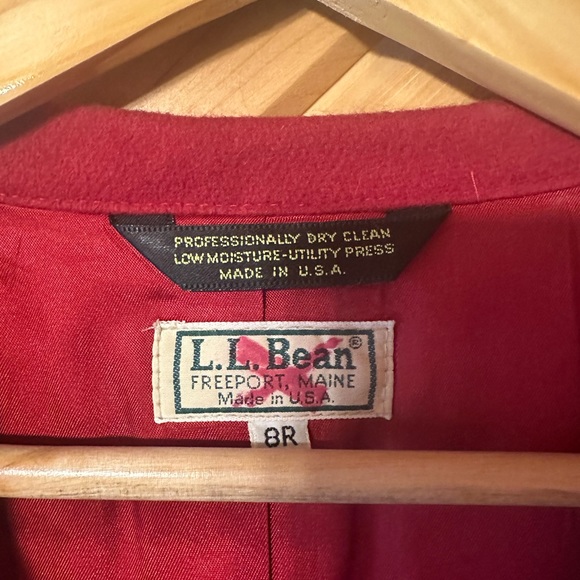 PROFESSIONALLY DRY CLEAN
LOW MOISTURE-UTILITY PRESS
MADE IN U.S.A.
L.L.Bean®
FREEPORT, MAINE
Made in U.S.A.
8R